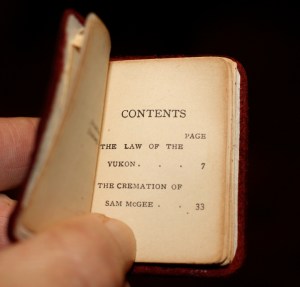 CONTENTS
PAGE
THE LAW OF THE
YUKON . . . 7
THE CREMATION OF
SAM McGEE . . 33